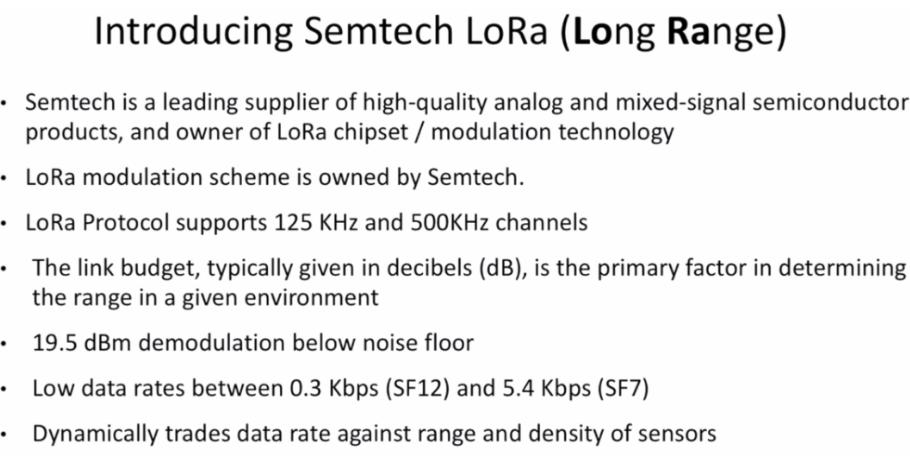 Introducing Semtech LoRa (Long Range)
• Semtech is a leading supplier of high-quality analog and mixed-signal semiconductor
products, and owner of LoRa chipset / modulation technology
• LoRa modulation scheme is owned by Semtech.
• LoRa Protocol supports 125 KHz and 500KHz channels
• The link budget, typically given in decibels (dB), is the primary factor in determining
the range in a given environment
• 19.5 dBm demodulation below noise floor
• Low data rates between 0.3 Kbps (SF12) and 5.4 Kbps (SF7)
• Dynamically trades data rate against range and density of sensors